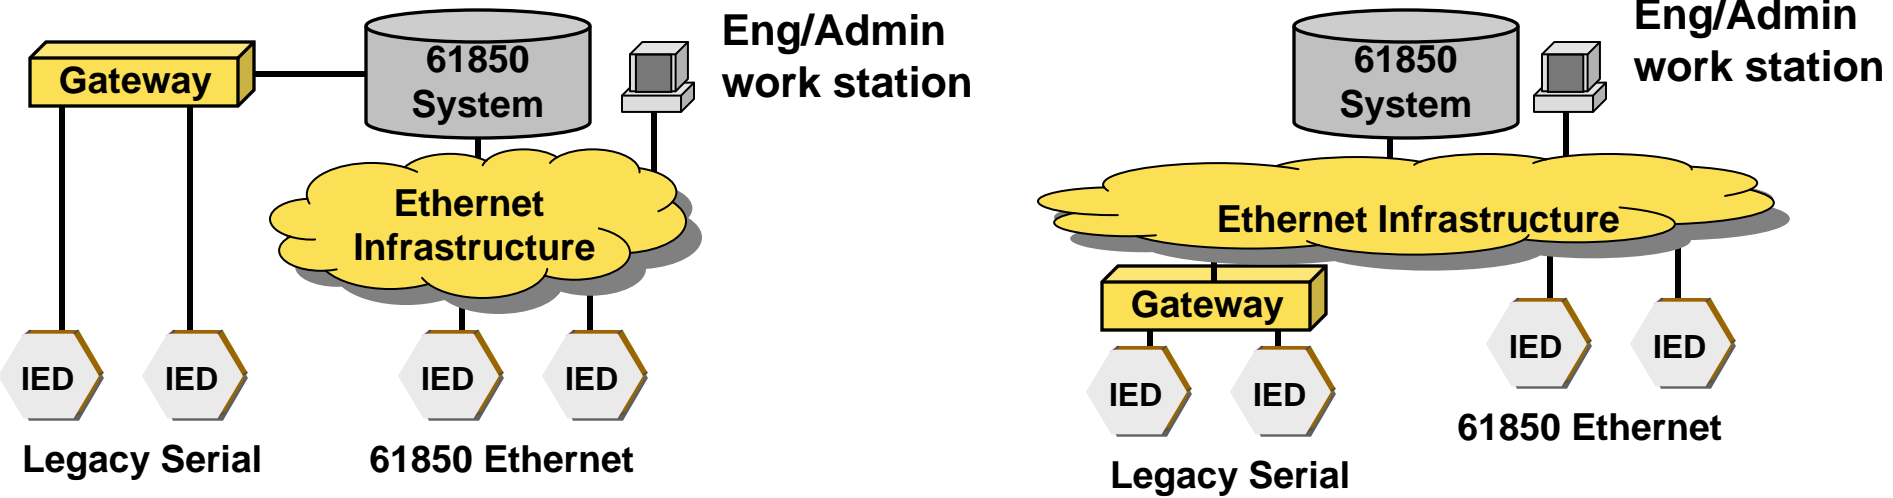 Eng/Admin
work station
61850
System
Gateway
Ethernet
Infrastructure
IED
IED
IED
IED
Legacy Serial
61850 Ethernet
Eng/Admin
work station
61850
System
Ethernet Infrastructure
Gateway
IED
IED
IED
IED
61850 Ethernet
Legacy Serial